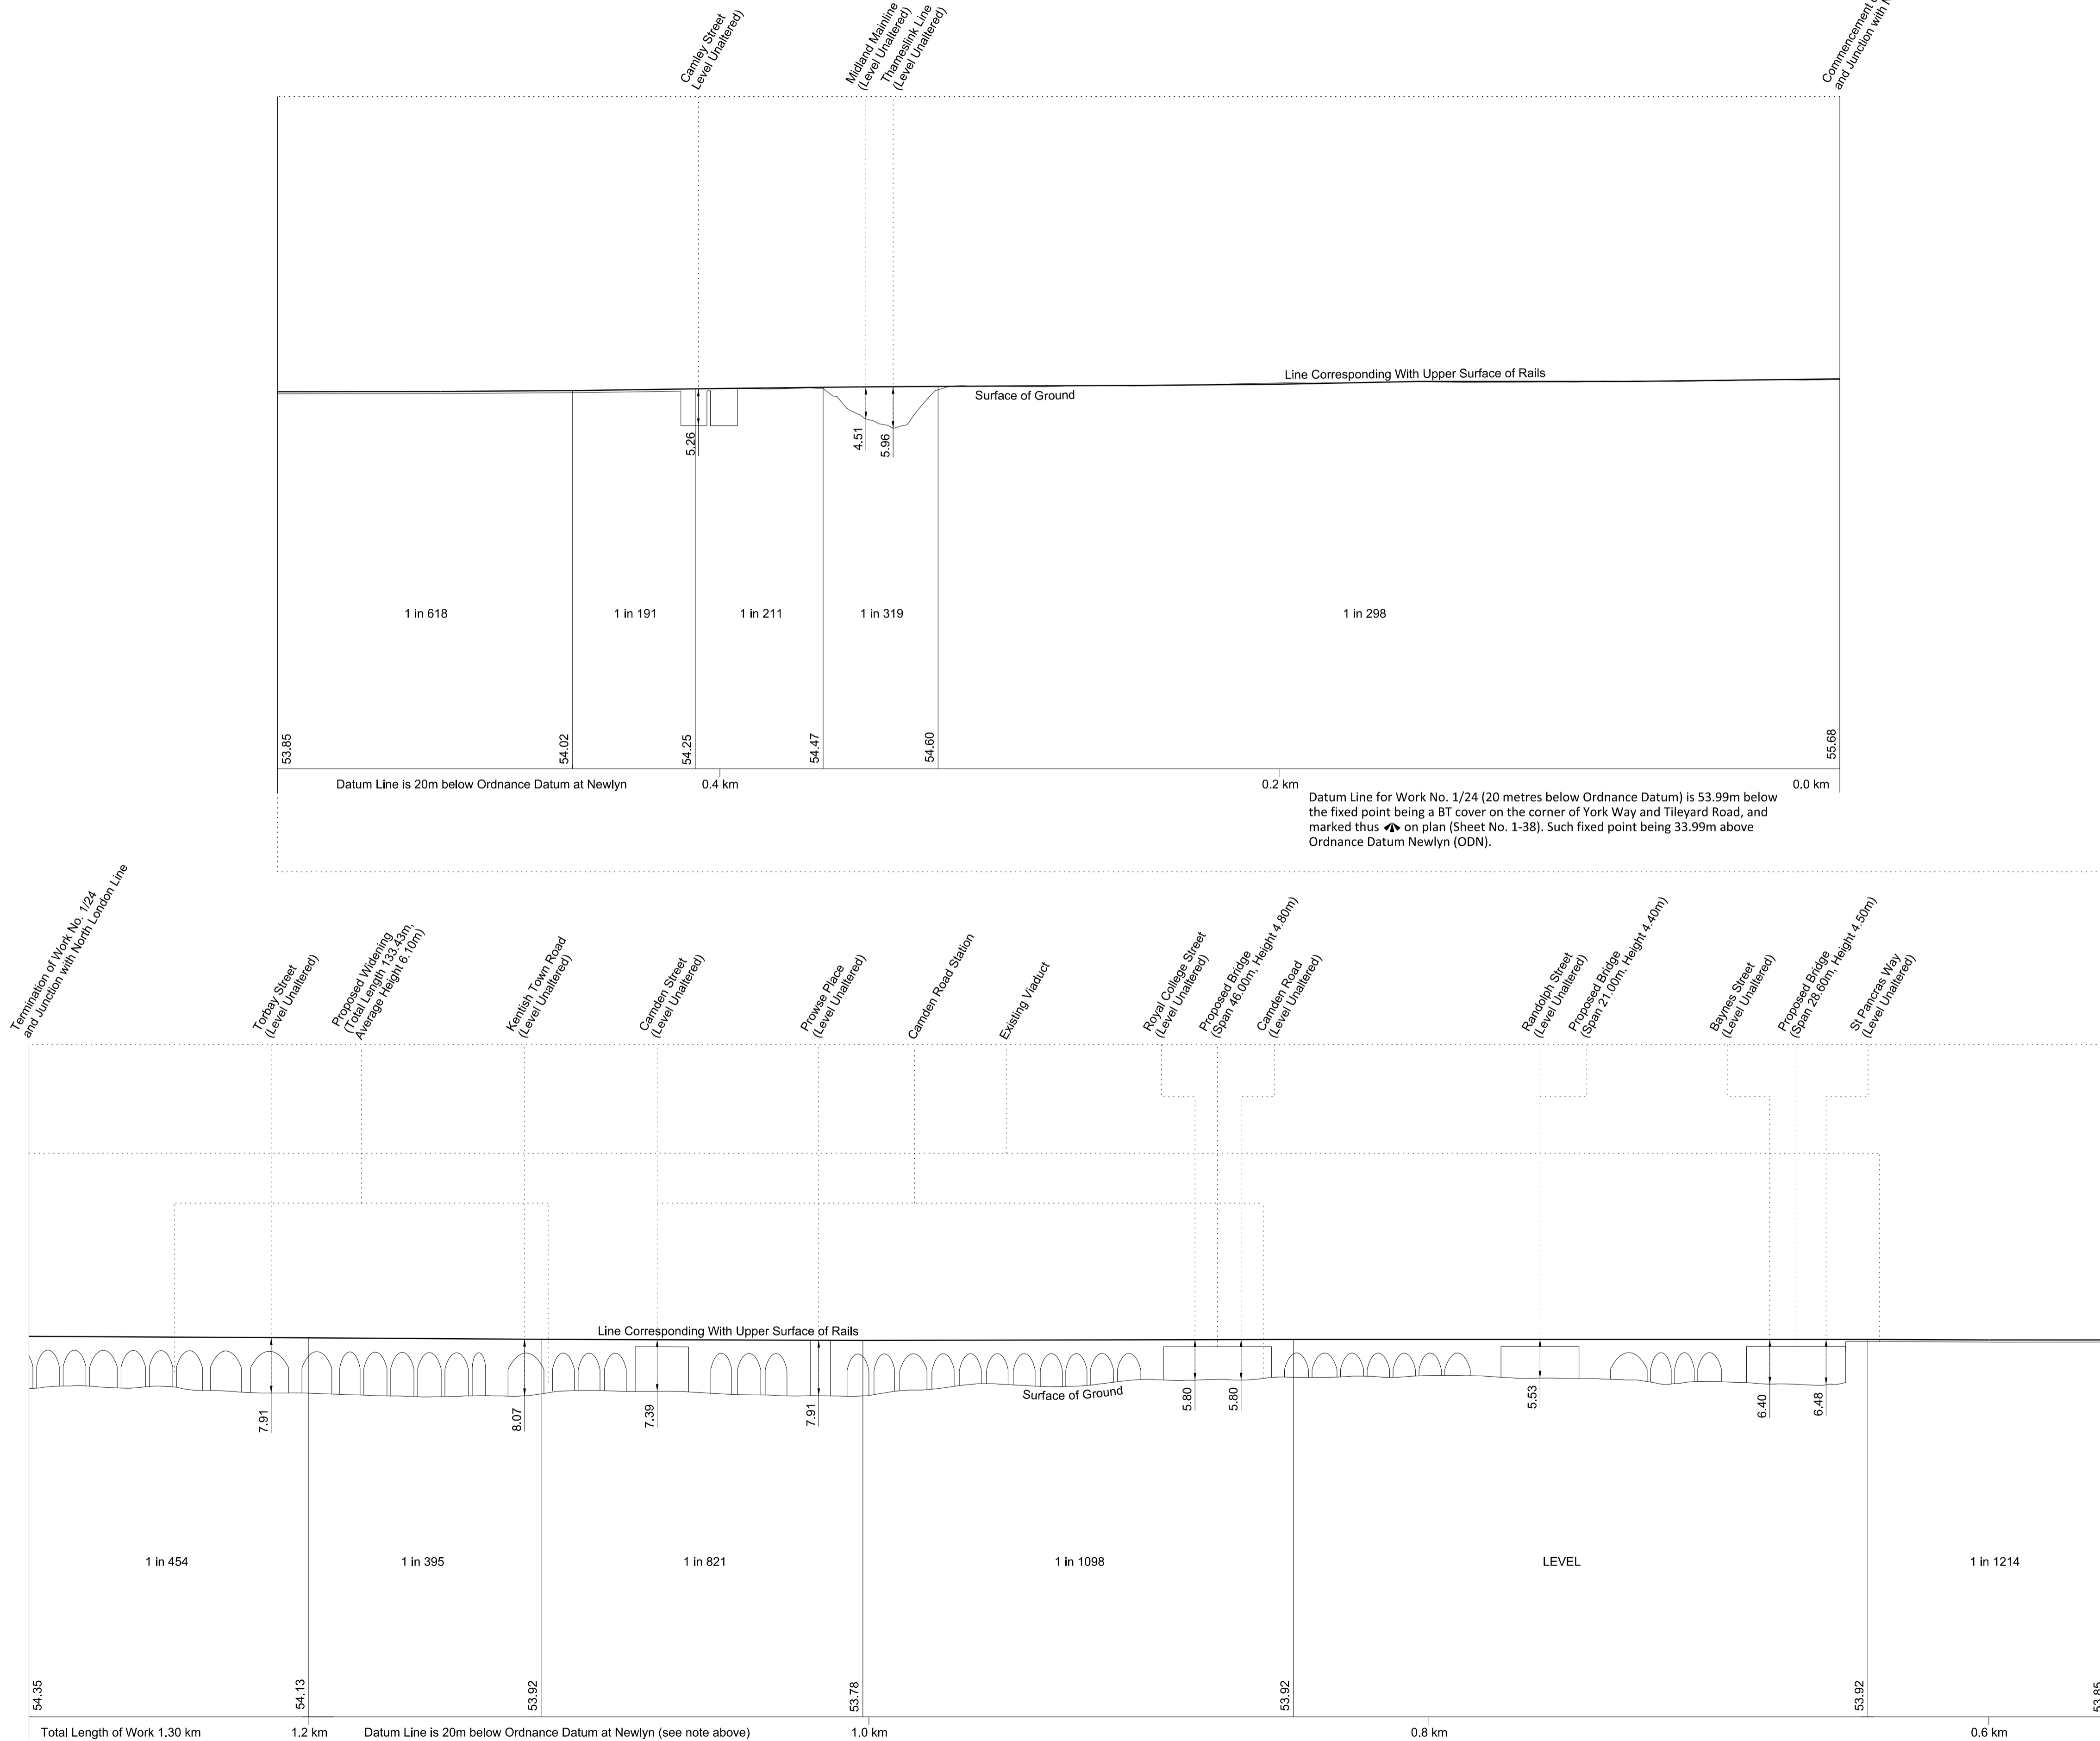 Camley Street
Level Unaltered)
Midland Mainline
(Level Unaltered)
Thameslink Line
(Level Unaltered)
Commencement
and Junction with
Line Corresponding With Upper Surface of Rails
Surface of Ground
5.26
4.51
5.96
1 in 618
1 in 191
1 in 211
1 in 319
1 in 298
53.85
54.02
54.25
54.47
54.60
55.68
Datum Line is 20m below Ordnance Datum at Newlyn
0.4 km
0.2 km
0.0 km
Datum Line for Work No. 1/24 (20 metres below Ordnance Datum) is 53.99m below
the fixed point being a BT cover on the corner of York Way and Tileyard Road, and
marked thus on plan (Sheet No. 1-38). Such fixed point being 33.99m above
Ordnance Datum Newlyn (ODN).
Termination of Work No. 1/24
and Junction with North London Line
Torbay Street
(Level Unaltered)
Proposed Widening
(Total Length 133.43m,
Average Height 6.10m)
Kentish Town Road
(Level Unaltered)
Camden Street
(Level Unaltered)
Prowse Place
(Level Unaltered)
Camden Road Station
Existing Viaduct
Royal College Street
(Level Unaltered)
Proposed Bridge
(Span 46.00m, Height 4.80m)
Camden Road
(Level Unaltered)
Randolph Street
(Level Unaltered)
Proposed Bridge
(Span 21.00m, Height 4.40m)
Baynes Street
(Level Unaltered)
Proposed Bridge
(Span 28.60m, Height 4.50m)
St Pancras Way
(Level Unaltered)
Line Corresponding With Upper Surface of Rails
Surface of Ground
7.91
8.07
7.39
7.91
5.80
5.80
5.53
6.40
6.48
1 in 454
1 in 395
1 in 821
1 in 1098
LEVEL
1 in 1214
54.35
54.13
53.92
53.78
53.92
53.92
53.85
Total Length of Work 1.30 km
1.2 km
Datum Line is 20m below Ordnance Datum at Newlyn (see note above)
1.0 km
0.8 km
0.6 km